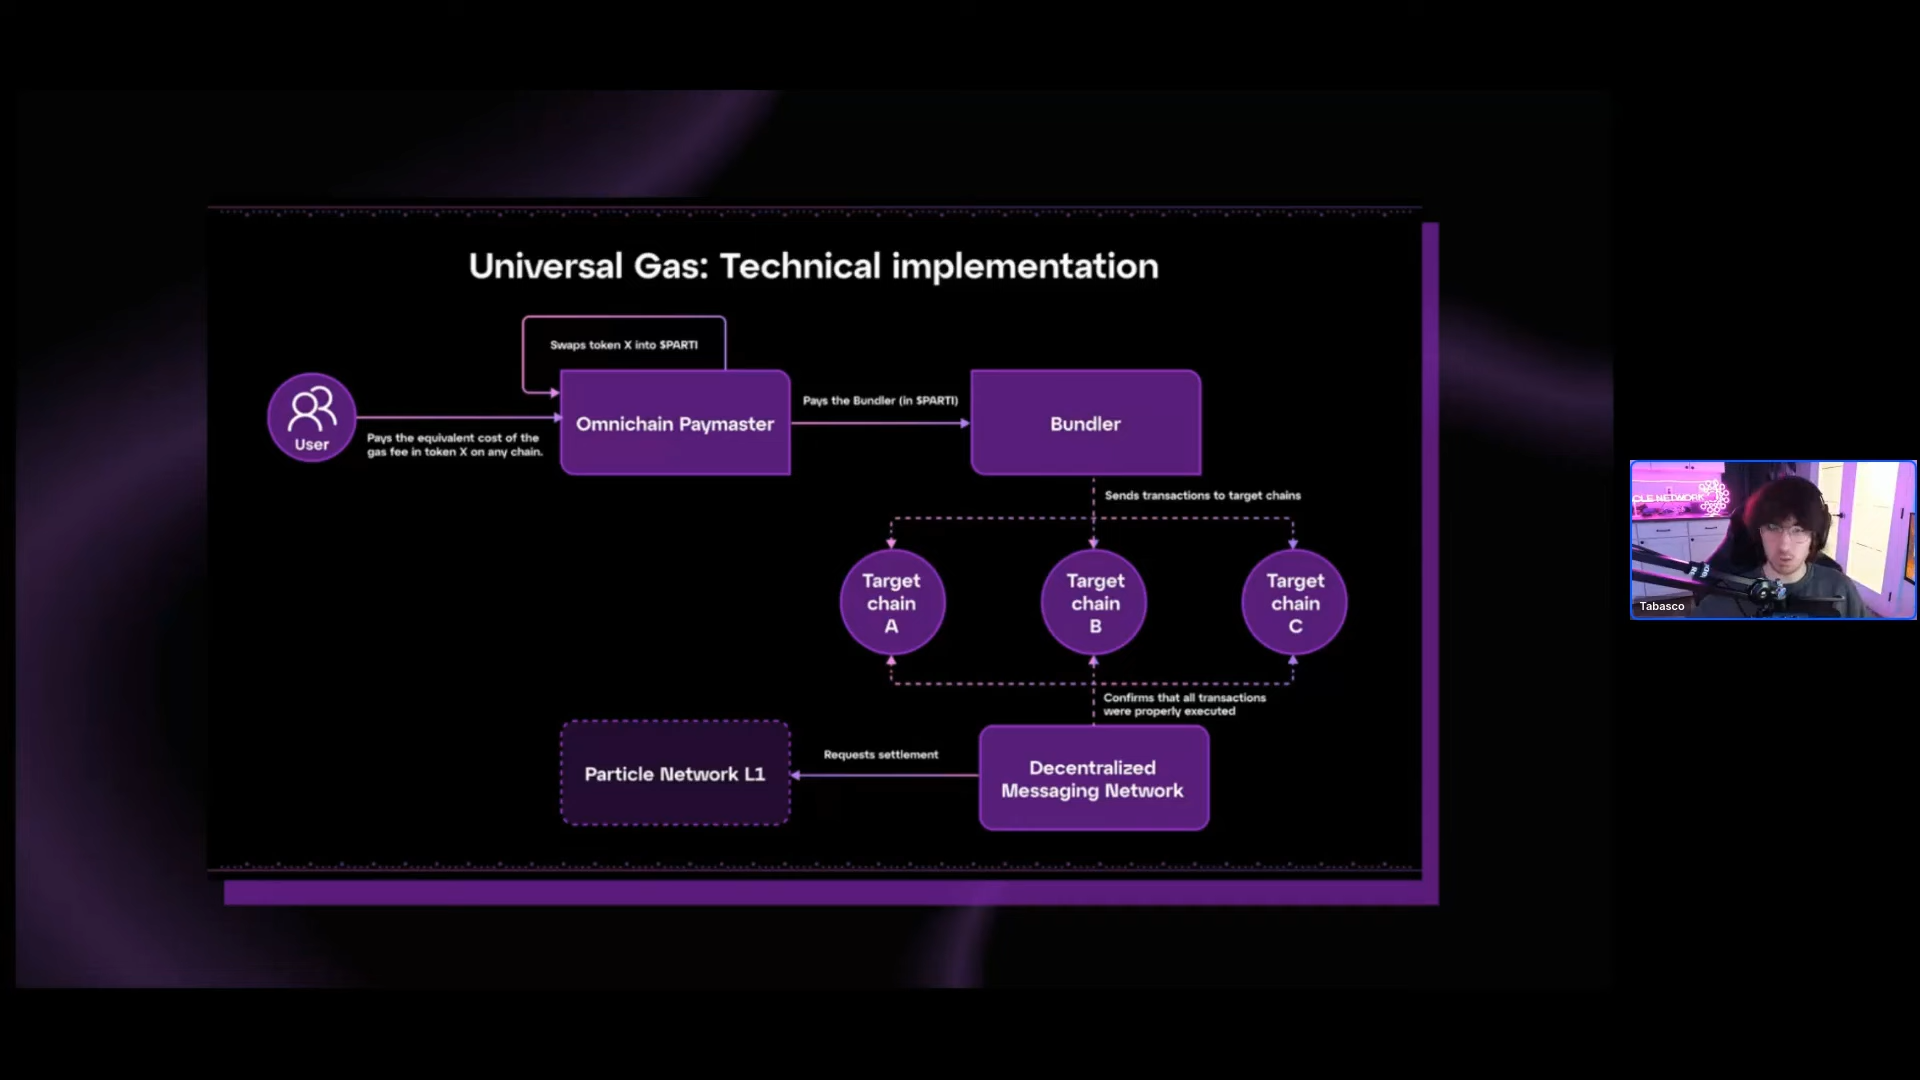 Universal Gas: Technical implementation
Swaps token X into $PARTI
User
Pays the equivalent cost of the
gas fee in token X on any chain.
Omnichain Paymaster
Pays the Bundler (in $PARTI)
Bundler
Sends transactions to target chains
Target
chain
A
Target
chain
B
Target
chain
C
Confirms that all transactions
were properly executed
Particle Network L1
Requests settlement
Decentralized
Messaging Network
CLE NETWORK
Tabasco